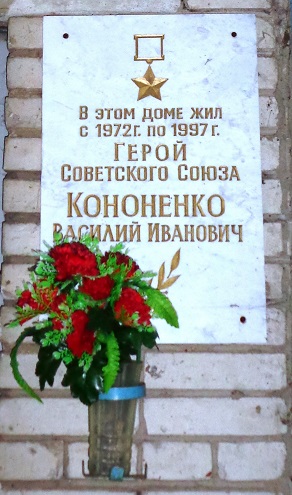 В этом доме жил
с 1972г. по 1997г.
Герой
Советского Союза
Кононенко
Василий Иванович